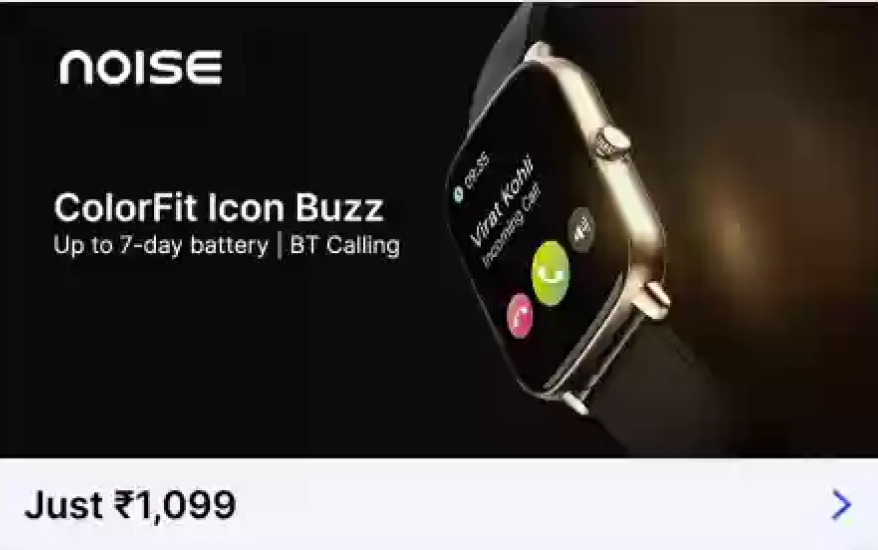 NOISE
ColorFit Icon Buzz
Up to 7-day battery | BT Calling
09:35
Virat Kohli
Incoming Call
Just ₹1,099